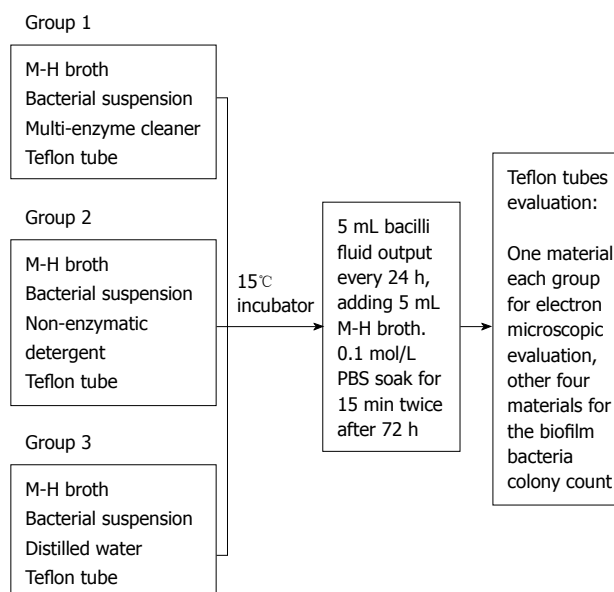 Group 1
M-H broth
Bacterial suspension
Multi-enzyme cleaner
Teflon tube
Group 2
M-H broth
Bacterial suspension
Non-enzymatic
detergent
Teflon tube
Group 3
M-H broth
Bacterial suspension
Distilled water
Teflon tube
15℃
incubator
5 mL bacilli
fluid output
every 24 h,
adding 5 mL
M-H broth.
0.1 mol/L
PBS soak for
15 min twice
after 72 h
Teflon tubes
evaluation:
One material
each group
for electron
microscopic
evaluation,
other four
materials for
the biofilm
bacteria
colony count